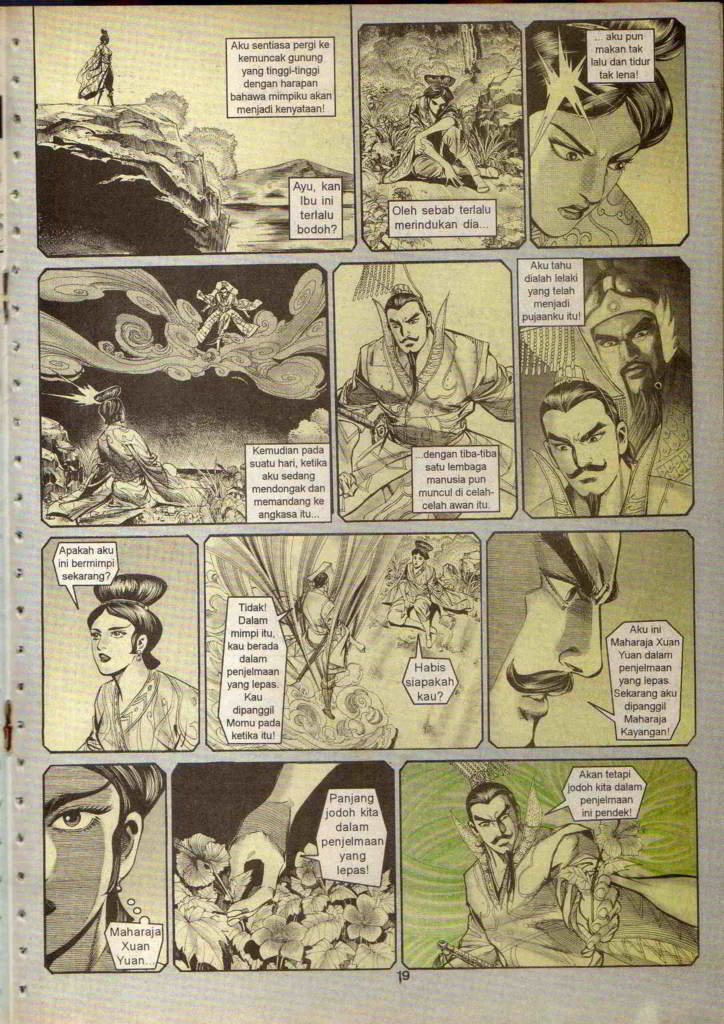 Aku sentiasa pergi ke
kemuncak gunung
yang tinggi-tinggi
dengan harapan
bahawa mimpiku akan
menjadi kenyataan!
Ayu, kan
Ibu ini
terlalu
bodoh?
Oleh sebab terlalu
merindukan dia...
... aku pun
makan tak
lalu dan tidur
tak lena!
Kemudian pada
suatu hari, ketika
aku sedang
mendongak dan
memandang ke
angkasa itu...
...dengan tiba-tiba
satu lembaga
manusia pun
muncul di celah-
celah awan itu.
Aku tahu
dialah lelaki
yang telah
menjadi
pujaanku itu!
Apakah aku
ini bermimpi
sekarang?
Tidak!
Dalam
mimpi itu,
kau berada
dalam
penjelmaan
yang lepas.
Kau
dipanggil
Momu pada
ketika itu!
Habis
siapakah
kau?
Aku ini
Maharaja Xuan
Yuan dalam
penjelmaan
yang lepas.
Sekarang aku
dipanggil
Maharaja
Kayangan!
Maharaja
Xuan
Yuan...
Panjang
jodoh kita
dalam
penjelmaan
yang
lepas!
Akan tetapi
jodoh kita dalam
penjelmaan
ini pendek!
19